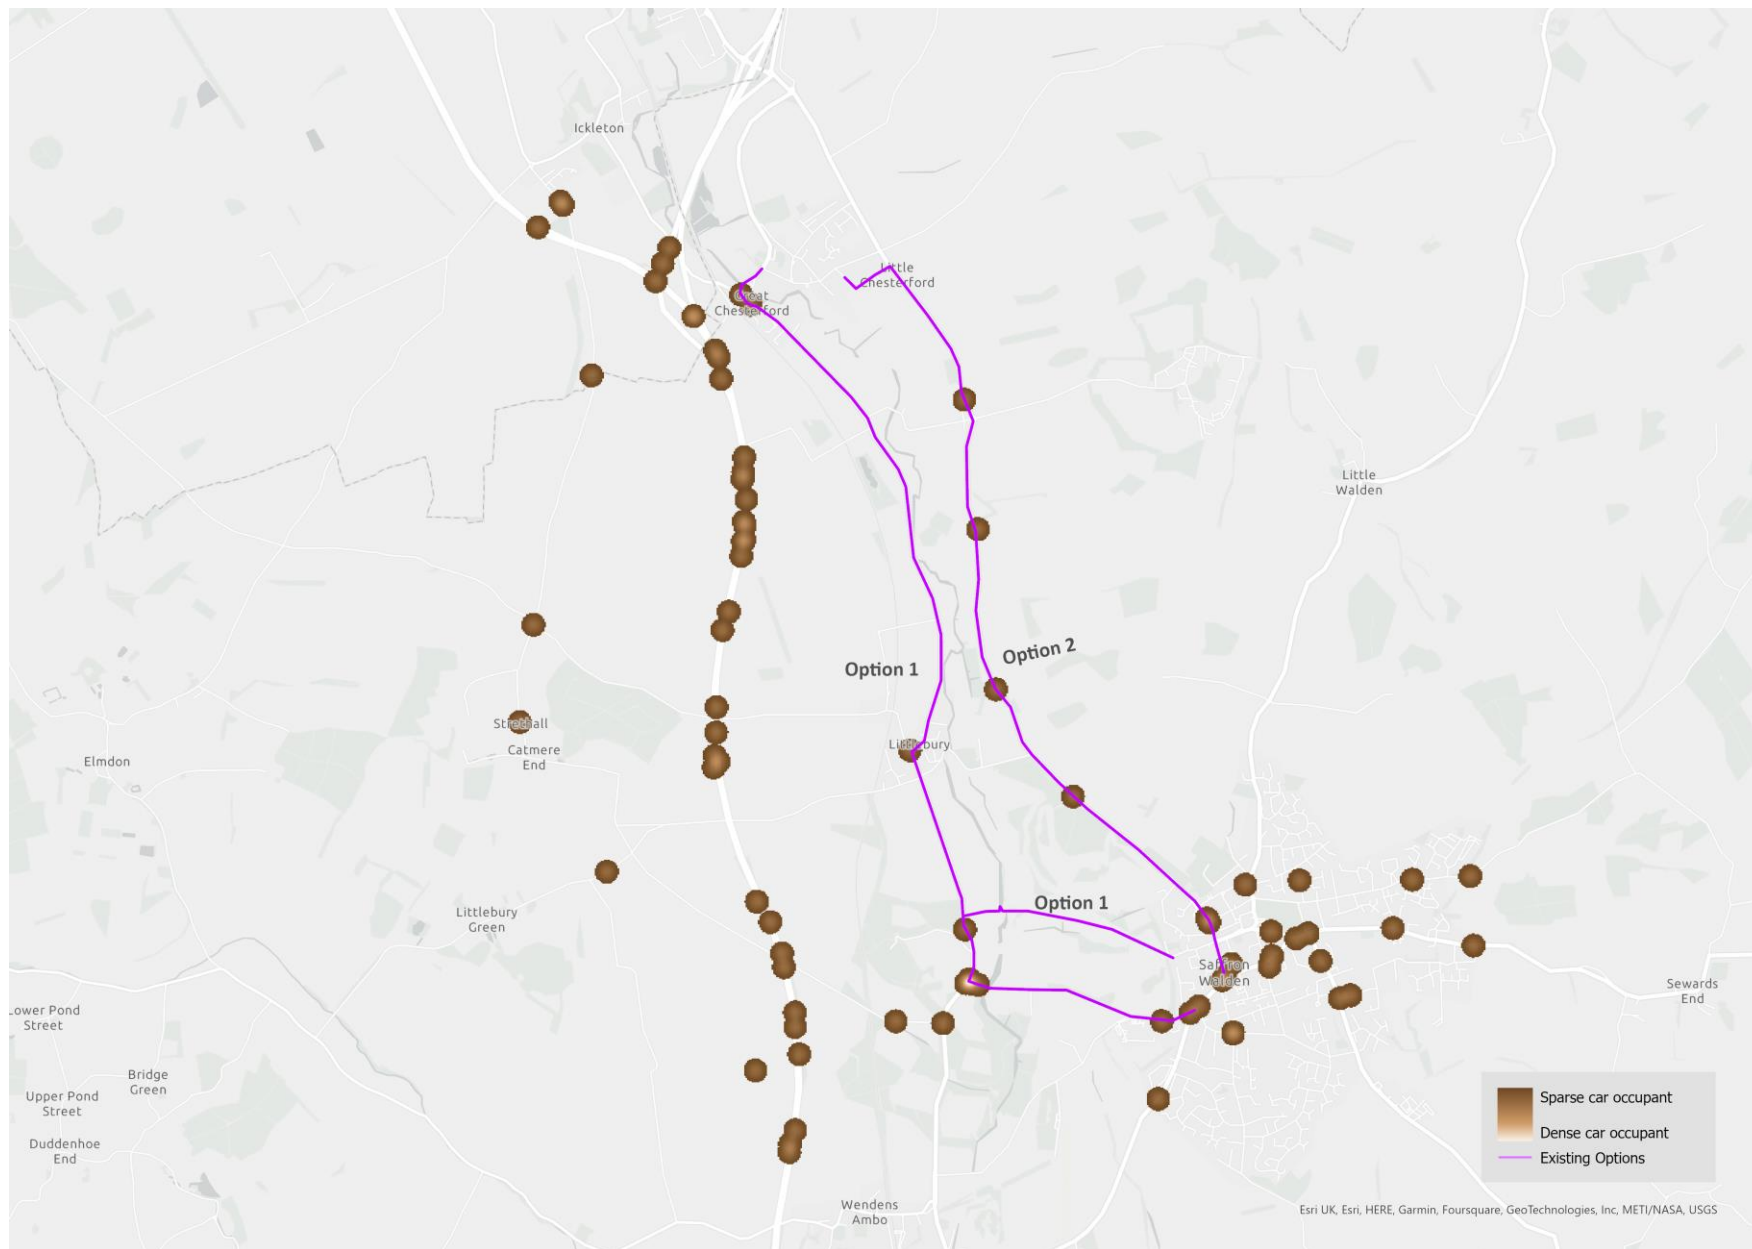 Ickleton
Little
Chesterford
Great
Chesterford
Little
Walden
Option 2
Option 1
Strethall
Catmere
End
Littlebury
Elmdon
Option 1
Littlebury
Green
Saffron
Walden
Sewards
End
Lower Pond
Street
Bridge
Green
Upper Pond
Street
Duddenhoe
End
Wendens
Ambo
Sparse car occupant
Dense car occupant
Existing Options
Esri UK, Esri, HERE, Garmin, Foursquare, GeoTechnologies, Inc, METI/NASA, USGS